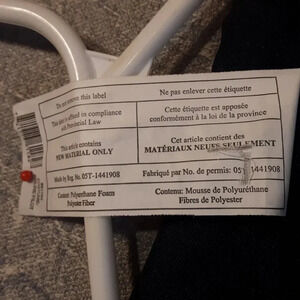 Do not remove this label
Ne pas enlever cette étiquette
This label is affixed in compliance
with Provincial Law
Cette étiquette est apposée
conformément à la loi de la province
This article contains
NEW MATERIAL ONLY
Cet article contient des
MATÉRIAUX NEUFS SEULEMENT
Made by Reg. No. 05T-1441908
Fabriqué par No. de permis: 05T-1441908
Content: Polyurethane Foam
Polyester Fiber
Contenu: Mousse de Polyuréthane
Fibres de Polyester